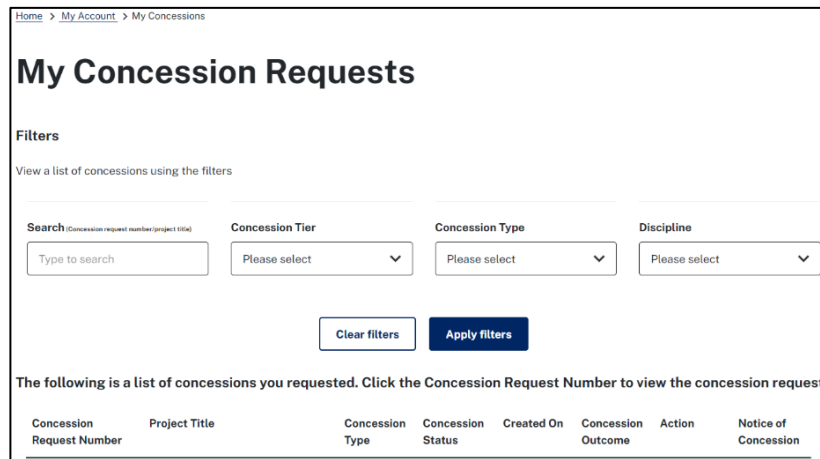 Home > My Account > My Concessions
My Concession Requests
Filters
View a list of concessions using the filters
Search (Concession request number/project title)
Concession Tier
Concession Type
Discipline
Type to search
Please select
Please select
Please select
Clear filters
Apply filters
The following is a list of concessions you requested. Click the Concession Request Number to view the concession request
Concession Request Number
Project Title
Concession Type
Concession Status
Created On
Concession Outcome
Action
Notice of Concession